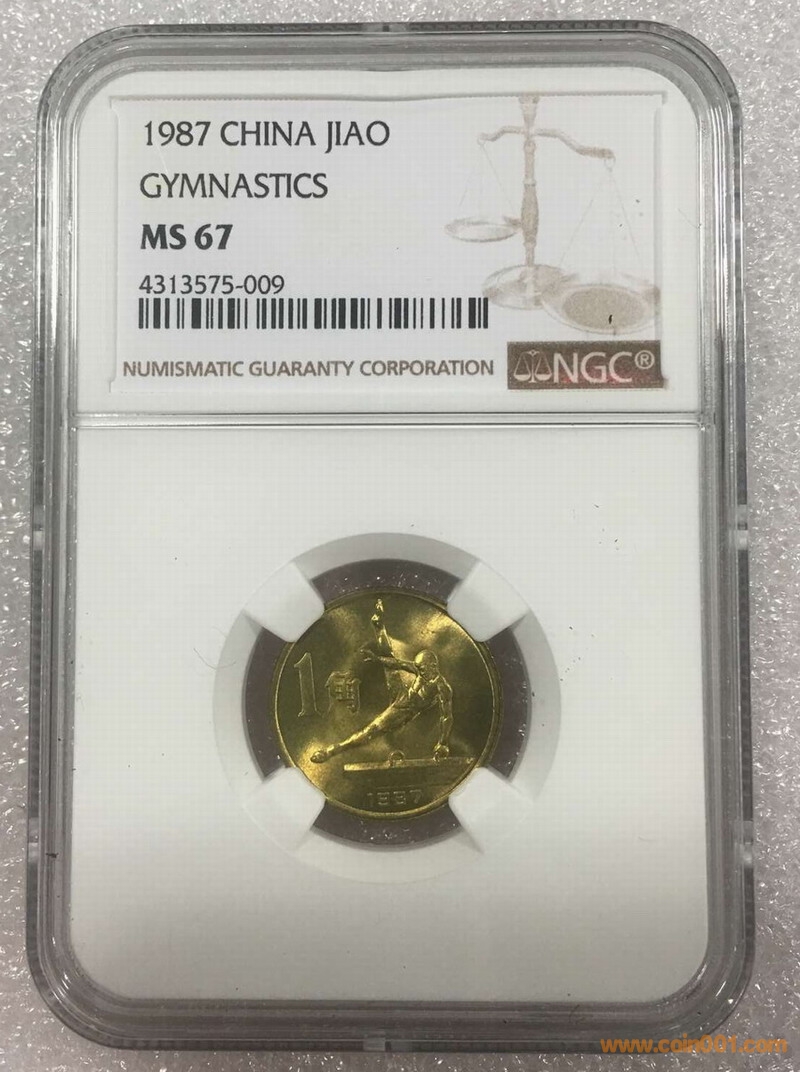 1987 CHINA JIAO
GYMNASTICS
MS 67
4313575-009
NUMISMATIC GUARANTY CORPORATION
NGC®
1角
1987
www.coin001.com